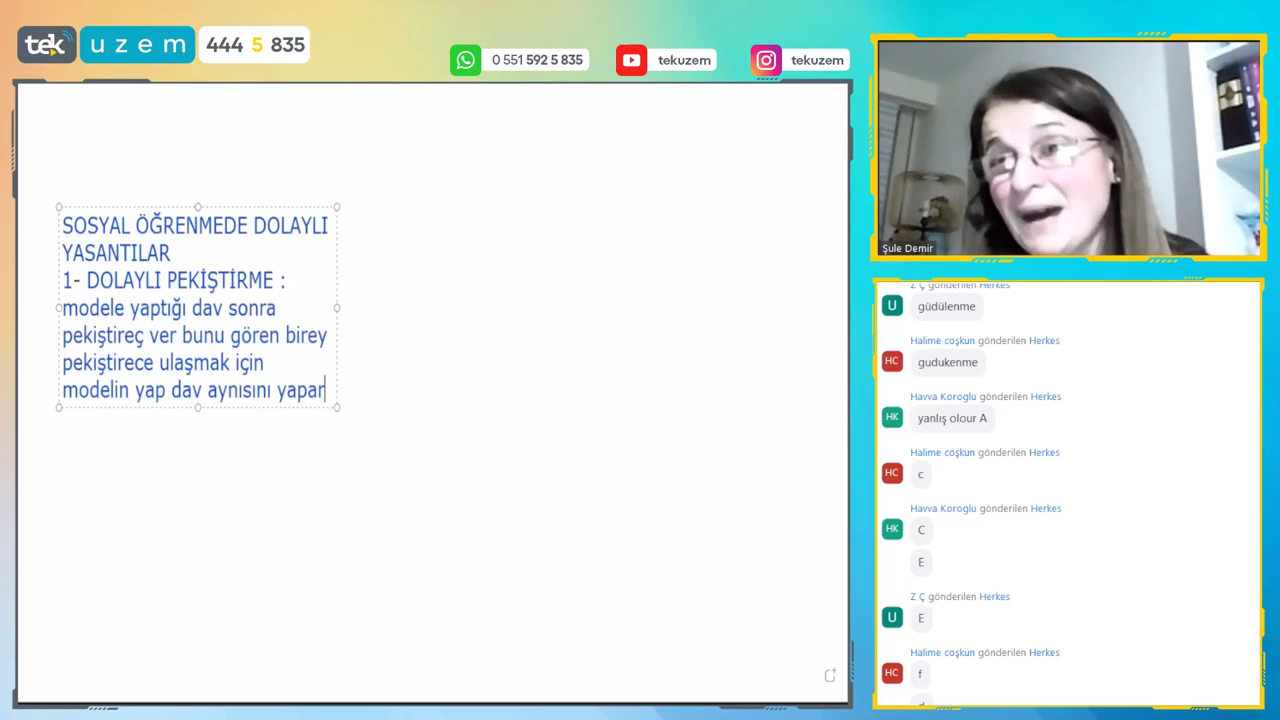 tek
uzem
444 5 835
0 551 592 5 835
tekuzem
tekuzem
SOSYAL ÖĞRENMEDE DOLAYLI
YASANTILAR
1- DOLAYLI PEKİŞTİRME :
modele yaptığı dav sonra
pekiştireç ver bunu gören birey
pekiştirece ulaşmak için
modelin yap dav aynısını yapar
Şule Demir
Z Ç gönderilen Herkes
U
güdülenme
Halime coşkun gönderilen Herkes
HC
gudukenme
Havva Koroglu gönderilen Herkes
HK
yanlış olour A
Halime coşkun gönderilen Herkes
HC
c
Havva Koroglu gönderilen Herkes
HK
C
E
Z Ç gönderilen Herkes
U
E
Halime coşkun gönderilen Herkes
HC
f